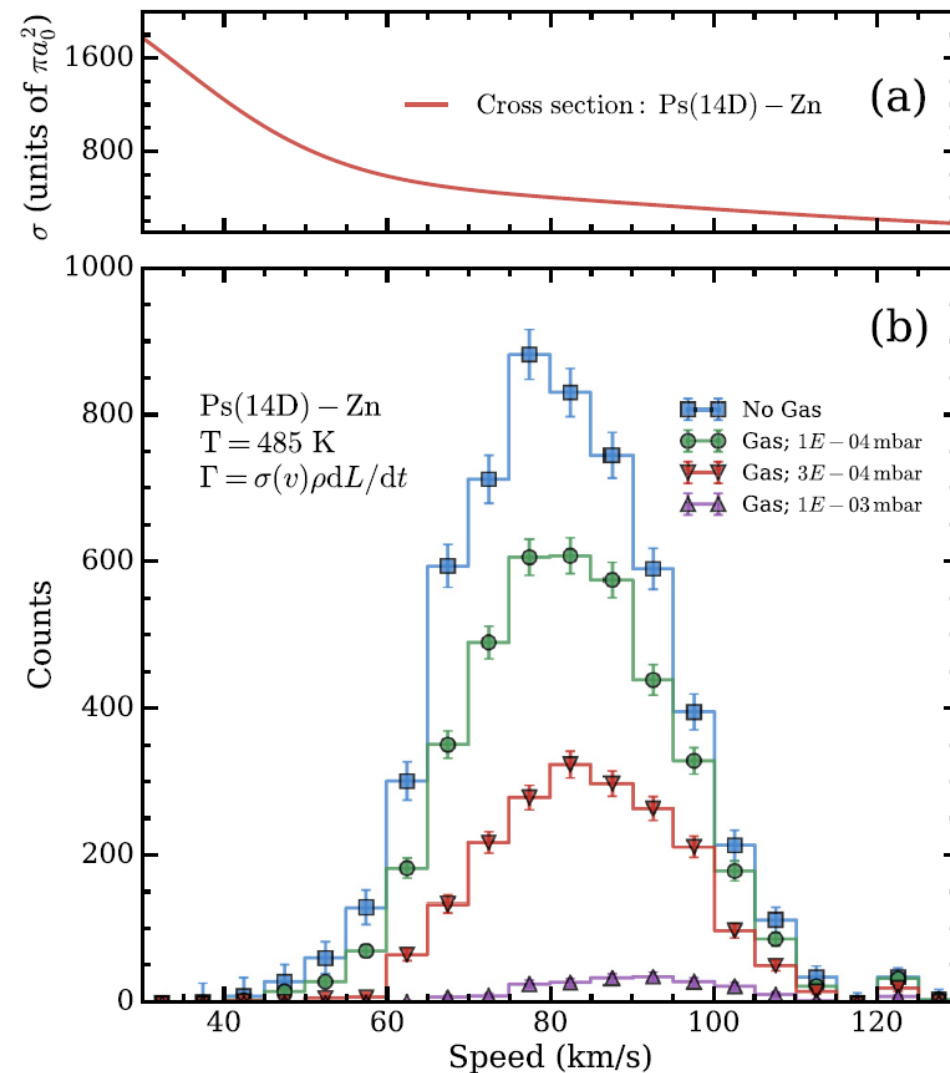 σ (units of πa₀²)
1600
800
Cross section: Ps(14D) − Zn
(a)
1000
800
600
400
200
0
Counts
(b)
Ps(14D) − Zn
T = 485 K
Γ = σ(v)ρdL/dt
No Gas
Gas; 1E − 04 mbar
Gas; 3E − 04 mbar
Gas; 1E − 03 mbar
40 60 80 100 120
Speed (km/s)